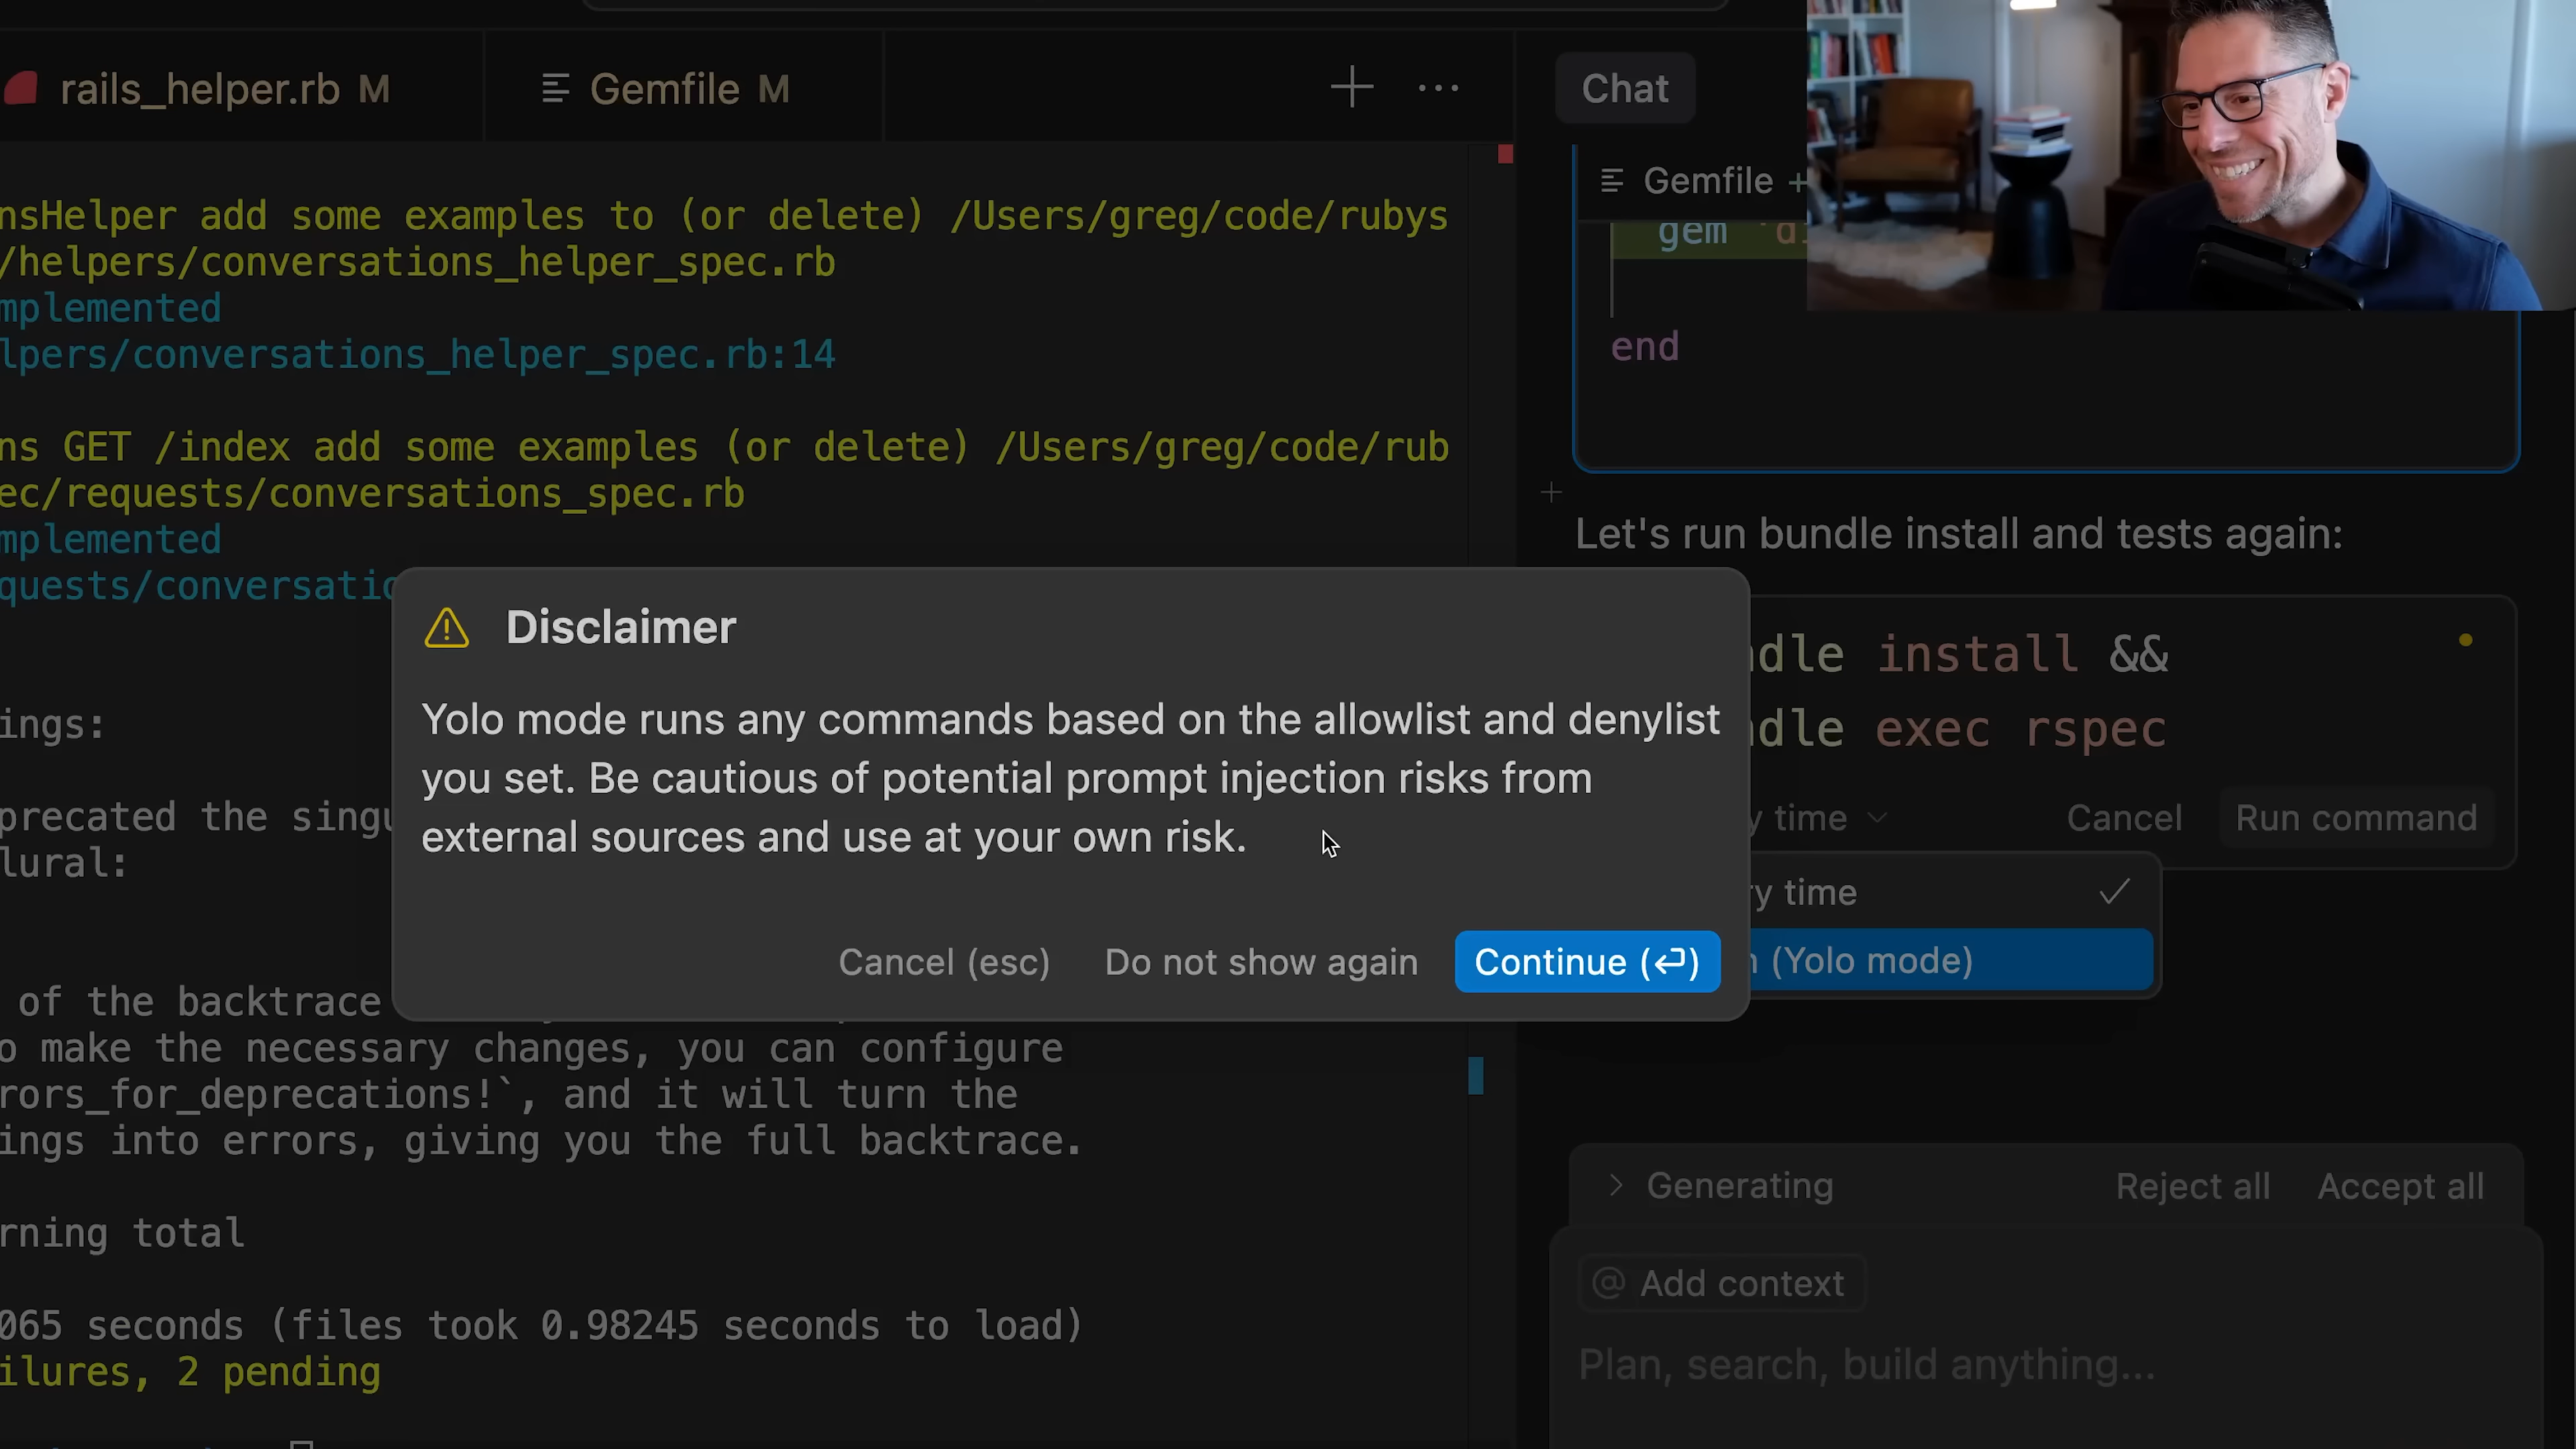 rails_helper.rb M
Gemfile M
nsHelper add some examples to (or delete) /Users/greg/code/rubys
/helpers/conversations_helper_spec.rb
mplemented
lpers/conversations_helper_spec.rb:14
ns GET /index add some examples (or delete) /Users/greg/code/rub
ec/requests/conversations_spec.rb
mplemented
quests/conversatio
ings:
precated the singu
lural:
of the backtrace
o make the necessary changes, you can configure
rors_for_deprecations!`, and it will turn the
ings into errors, giving you the full backtrace.
rning total
065 seconds (files took 0.98245 seconds to load)
ilures, 2 pending
Disclaimer
Yolo mode runs any commands based on the allowlist and denylist
you set. Be cautious of potential prompt injection risks from
external sources and use at your own risk.
Cancel (esc) Do not show again Continue (⏎)
Chat
Gemfile +
gem 'd
end
Let's run bundle install and tests again:
dle install &&
dle exec rspec
y time Cancel Run command
ry time
n (Yolo mode)
Generating Reject all Accept all
@ Add context
Plan, search, build anything...